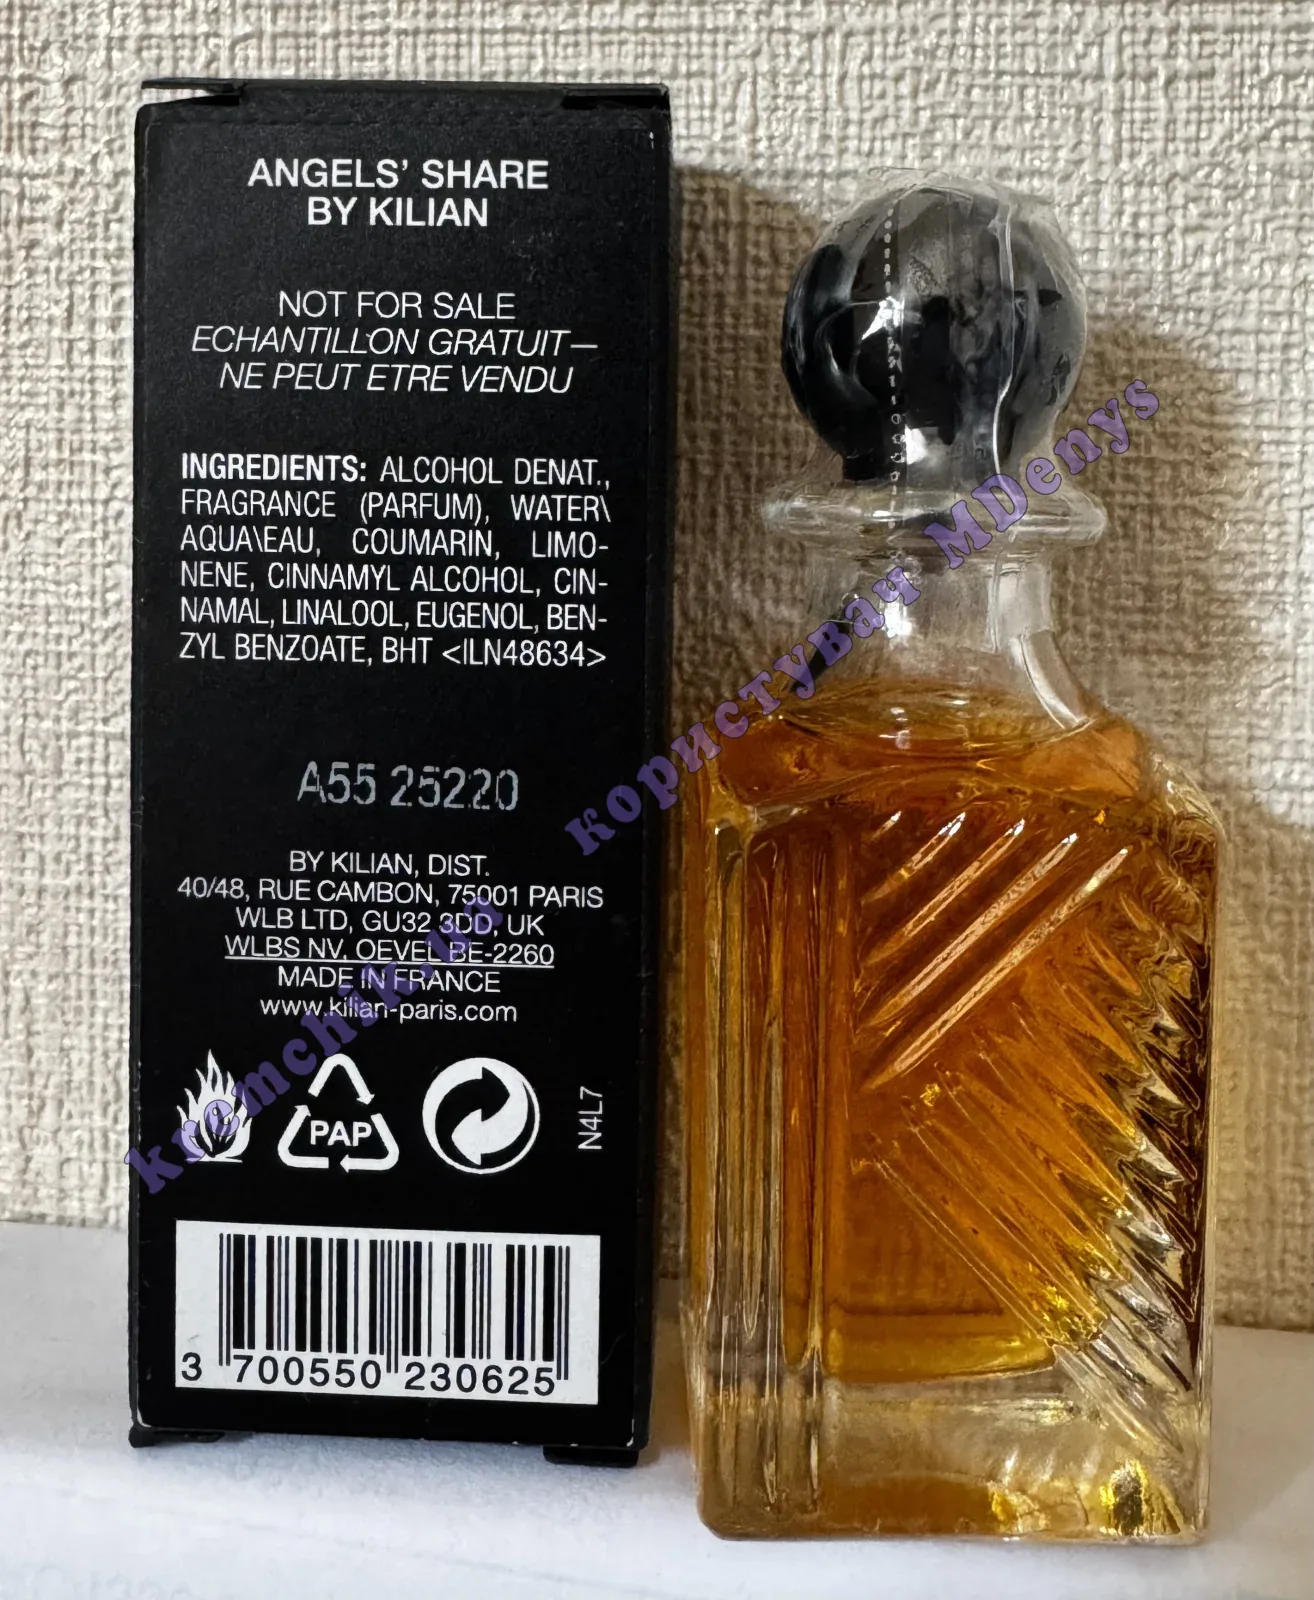 ANGELS' SHARE
BY KILIAN
NOT FOR SALE
ECHANTILLON GRATUIT—
NE PEUT ETRE VENDU
INGREDIENTS: ALCOHOL DENAT.,
FRAGRANCE (PARFUM), WATER\
AQUA\EAU, COUMARIN, LIMO-
NENE, CINNAMYL ALCOHOL, CIN-
NAMAL, LINALOOL, EUGENOL, BEN-
ZYL BENZOATE, BHT <ILN48634>
A55 25220
BY KILIAN, DIST.
40/48, RUE CAMBON, 75001 PARIS
WLB LTD, GU32 3DD, UK
WLBS NV, OEVEL BE-2260
MADE IN FRANCE
www.kilian-paris.com
PAP
N4L7
3 700550 230625
kremchik.ua користувач MDenys